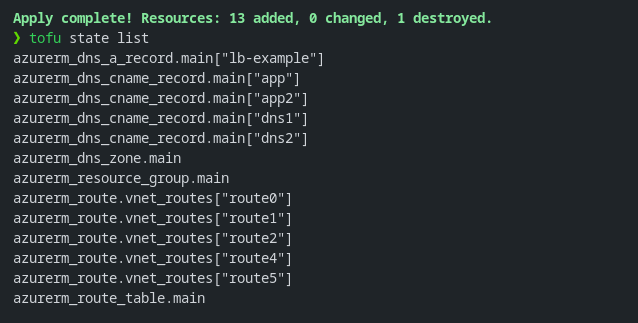 Apply complete! Resources: 13 added, 0 changed, 1 destroyed.
❯ tofu state list
azurerm_dns_a_record.main["lb-example"]
azurerm_dns_cname_record.main["app"]
azurerm_dns_cname_record.main["app2"]
azurerm_dns_cname_record.main["dns1"]
azurerm_dns_cname_record.main["dns2"]
azurerm_dns_zone.main
azurerm_resource_group.main
azurerm_route.vnet_routes["route0"]
azurerm_route.vnet_routes["route1"]
azurerm_route.vnet_routes["route2"]
azurerm_route.vnet_routes["route4"]
azurerm_route.vnet_routes["route5"]
azurerm_route_table.main